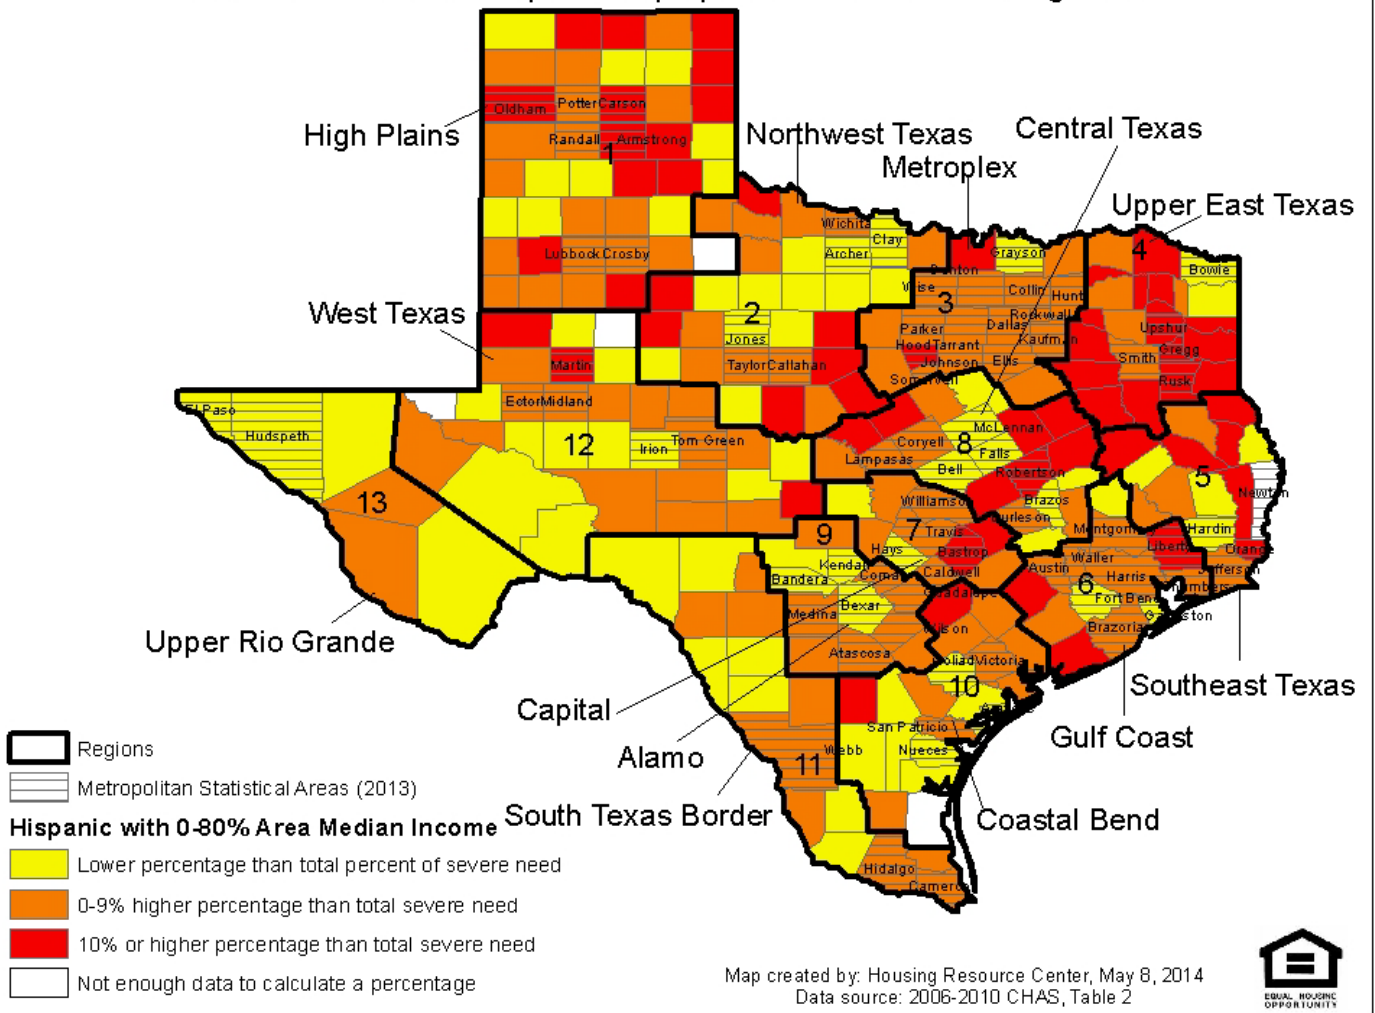 High Plains
Northwest Texas
Central Texas
Metroplex
Upper East Texas
West Texas
Upper Rio Grande
Capital
Alamo
South Texas Border
Coastal Bend
Gulf Coast
Southeast Texas
1
Oldham
Potter
Carson
Randall
Armstrong
Lubbock
Crosby
2
Wichita
Clay
Archer
Jones
Taylor
Callahan
3
Grayson
Wise
Collin
Hunt
Rockwall
Parker
Dallas
Hood
Tarrant
Kaufman
Johnson
Ellis
Somervell
4
Bowie
Upshur
Gregg
Smith
Rusk
5
Newton
Hardin
Orange
Jefferson
6
Montgomery
Liberty
Austin
Waller
Harris
Fort Bend
Brazoria
7
Williamson
Travis
Hays
Bastrop
Caldwell
8
McLennan
Coryell
Falls
Lampasas
Bell
Robertson
Brazos
Burleson
9
Kendall
Bandera
Comal
Bexar
Medina
Guadalupe
Wilson
Atascosa
10
Goliad
Victoria
San Patricio
Nueces
11
Webb
Hidalgo
Cameron
12
Martin
Ector
Midland
Irion
Tom Green
13
El Paso
Hudspeth
Regions
Metropolitan Statistical Areas (2013)
Hispanic with 0-80% Area Median Income
Lower percentage than total percent of severe need
0-9% higher percentage than total severe need
10% or higher percentage than total severe need
Not enough data to calculate a percentage
Map created by: Housing Resource Center, May 8, 2014
Data source: 2006-2010 CHAS, Table 2
EQUAL HOUSING
OPPORTUNITY